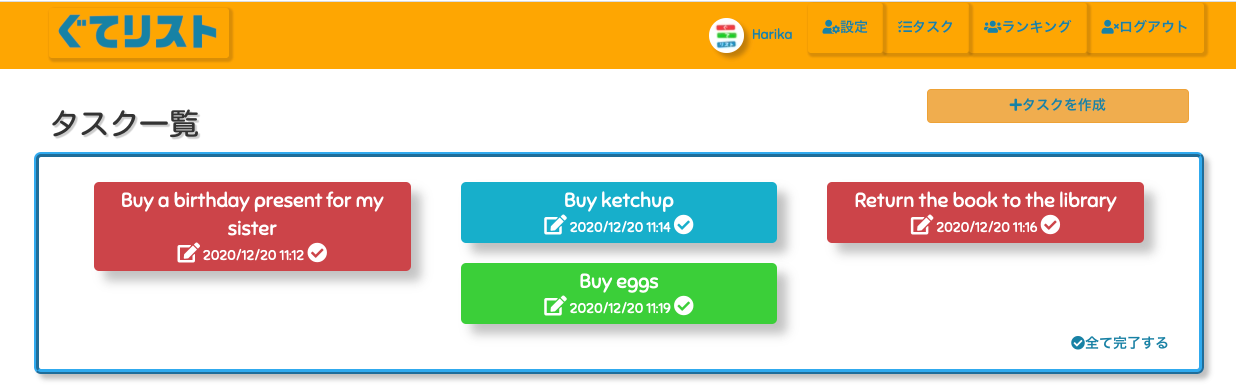 ぐてリスト
Harika
設定
タスク
ランキング
ログアウト
タスクを作成
タスク一覧
Buy a birthday present for my
sister
2020/12/20 11:12
Buy ketchup
2020/12/20 11:14
Return the book to the library
2020/12/20 11:16
Buy eggs
2020/12/20 11:19
全て完了する